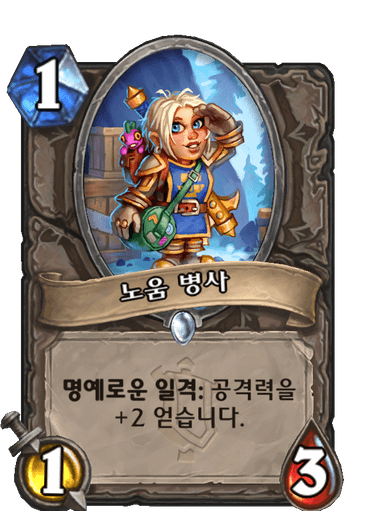 1
노움 병사
명예로운 일격: 공격력을
+2 얻습니다.
1
3